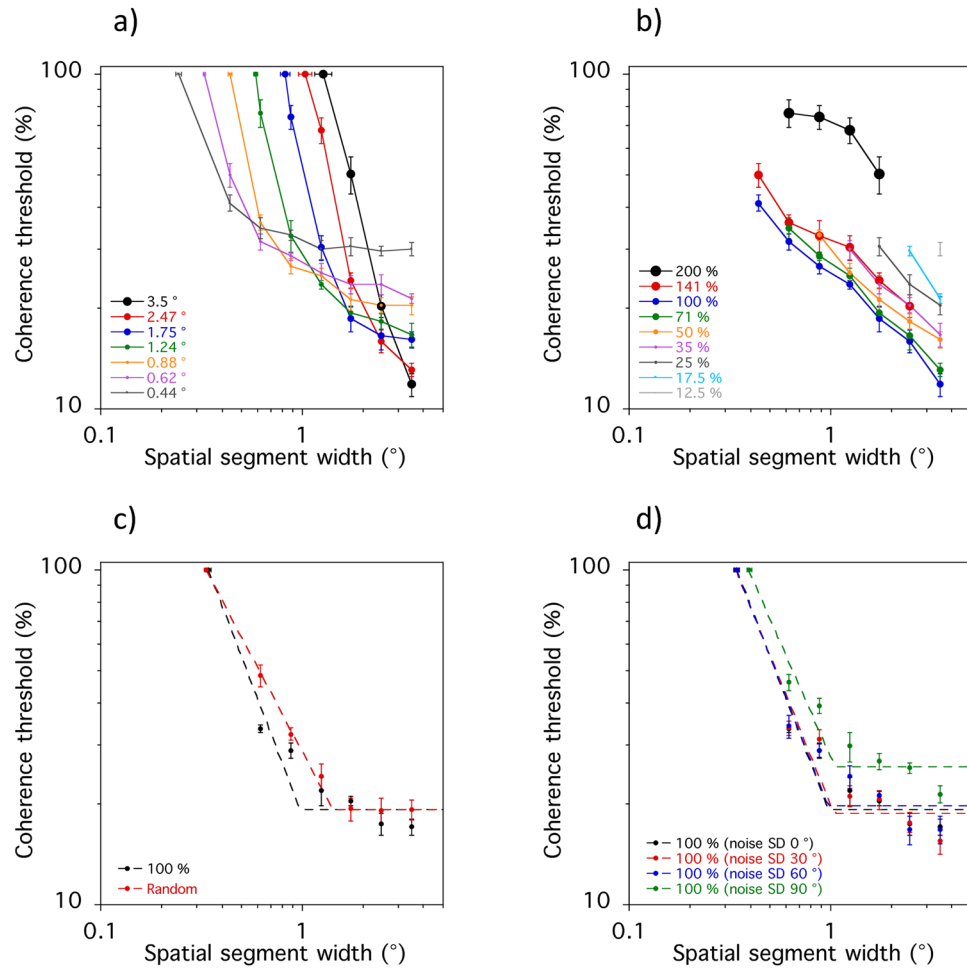 a)
100
10
0.1
1
Coherence threshold (%)
Spatial segment width (°)
3.5 °
2.47 °
1.75 °
1.24 °
0.88 °
0.62 °
0.44 °
b)
100
10
0.1
1
Coherence threshold (%)
Spatial segment width (°)
200 %
141 %
100 %
71 %
50 %
35 %
25 %
17.5 %
12.5 %
c)
100
10
0.1
1
Coherence threshold (%)
Spatial segment width (°)
100 %
Random
d)
100
10
0.1
1
Coherence threshold (%)
Spatial segment width (°)
100 % (noise SD 0 °)
100 % (noise SD 30 °)
100 % (noise SD 60 °)
100 % (noise SD 90 °)